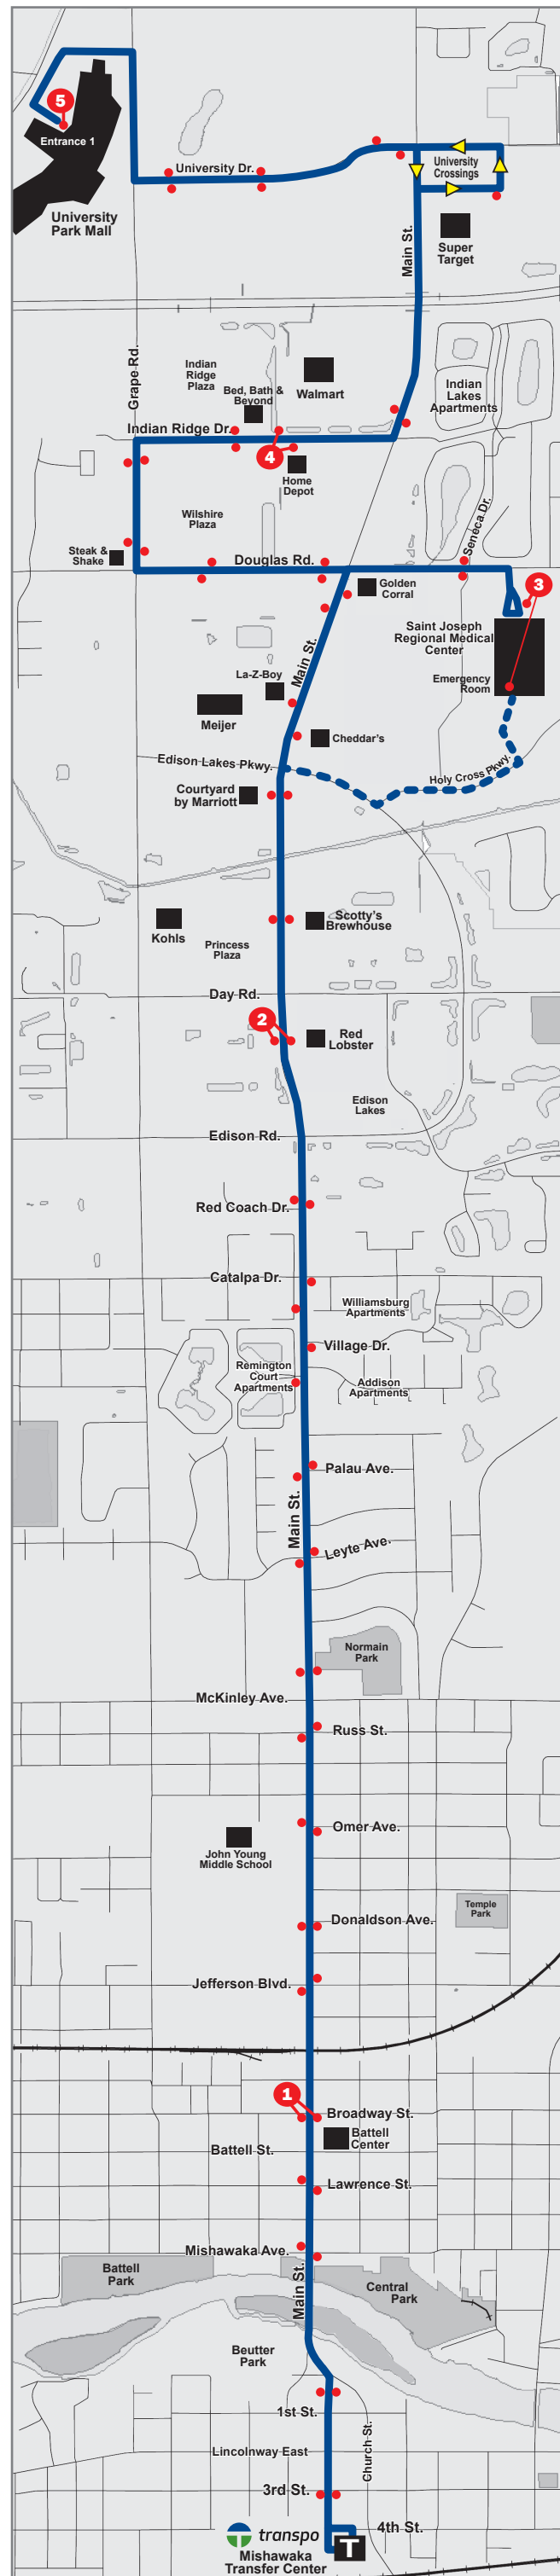 5
Entrance 1
University
Park Mall
University Dr.
University
Crossings
Main St.
Super
Target
Grape Rd.
Indian
Ridge
Plaza
Bed, Bath &
Beyond
Walmart
Indian
Lakes
Apartments
Indian Ridge Dr.
4
Home
Depot
Wilshire
Plaza
Seneca Dr.
Steak &
Shake
Douglas Rd.
Golden
Corral
3
Saint Joseph
Regional Medical
Center
Emergency
Room
Main St.
La-Z-Boy
Meijer
Cheddar's
Edison Lakes Pkwy.
Holy Cross Pkwy.
Courtyard
by Marriott
Scotty's
Brewhouse
Kohls
Princess
Plaza
Day Rd.
2
Red
Lobster
Edison
Lakes
Edison Rd.
Red Coach Dr.
Catalpa Dr.
Williamsburg
Apartments
Village Dr.
Remington
Court
Apartments
Addison
Apartments
Palau Ave.
Main St.
Leyte Ave.
Normain
Park
McKinley Ave.
Russ St.
Omer Ave.
John Young
Middle School
Temple
Park
Donaldson Ave.
Jefferson Blvd.
1
Broadway St.
Battell
Center
Battell St.
Lawrence St.
Mishawaka Ave.
Battell
Park
Main St.
Central
Park
Beutter
Park
1st St.
Church St.
Lincolnway East
3rd St.
4th St.
transpo
T
Mishawaka
Transfer Center